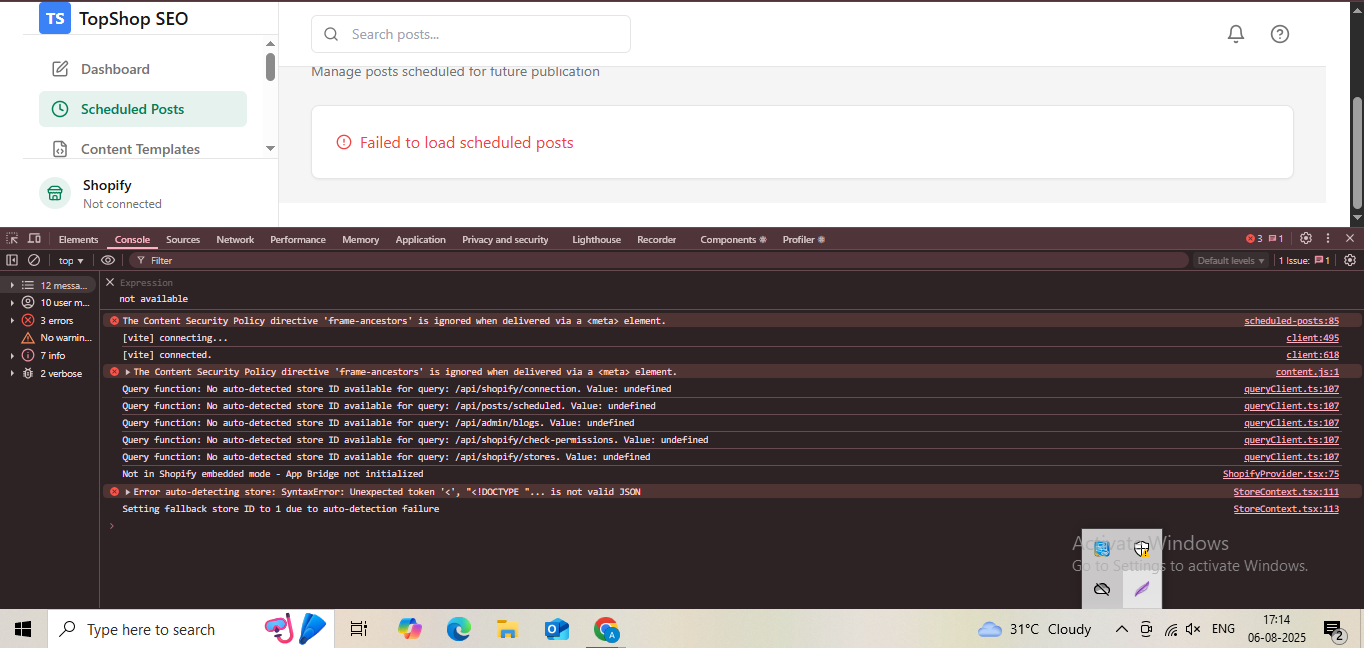 TS TopShop SEO
Search posts...
Dashboard
Scheduled Posts
Content Templates
Shopify
Not connected
Manage posts scheduled for future publication
Failed to load scheduled posts
Elements Console Sources Network Performance Memory Application Privacy and security Lighthouse Recorder Components Profiler 3 1
top Filter Default levels 1 Issue: 1
12 messa...
10 user m...
3 errors
No warnin...
7 info
2 verbose
Expression
not available
The Content Security Policy directive 'frame-ancestors' is ignored when delivered via a <meta> element. scheduled-posts:85
[vite] connecting... client:495
[vite] connected. client:618
The Content Security Policy directive 'frame-ancestors' is ignored when delivered via a <meta> element. content.js:1
Query function: No auto-detected store ID available for query: /api/shopify/connection. Value: undefined queryClient.ts:107
Query function: No auto-detected store ID available for query: /api/posts/scheduled. Value: undefined queryClient.ts:107
Query function: No auto-detected store ID available for query: /api/admin/blogs. Value: undefined queryClient.ts:107
Query function: No auto-detected store ID available for query: /api/shopify/check-permissions. Value: undefined queryClient.ts:107
Query function: No auto-detected store ID available for query: /api/shopify/stores. Value: undefined queryClient.ts:107
Not in Shopify embedded mode - App Bridge not initialized ShopifyProvider.tsx:75
Error auto-detecting store: SyntaxError: Unexpected token '<', "<!DOCTYPE "... is not valid JSON StoreContext.tsx:111
Setting fallback store ID to 1 due to auto-detection failure StoreContext.tsx:113
Activate Windows
Go to Settings to activate Windows.
Type here to search
31°C Cloudy
ENG
17:14
06-08-2025
2